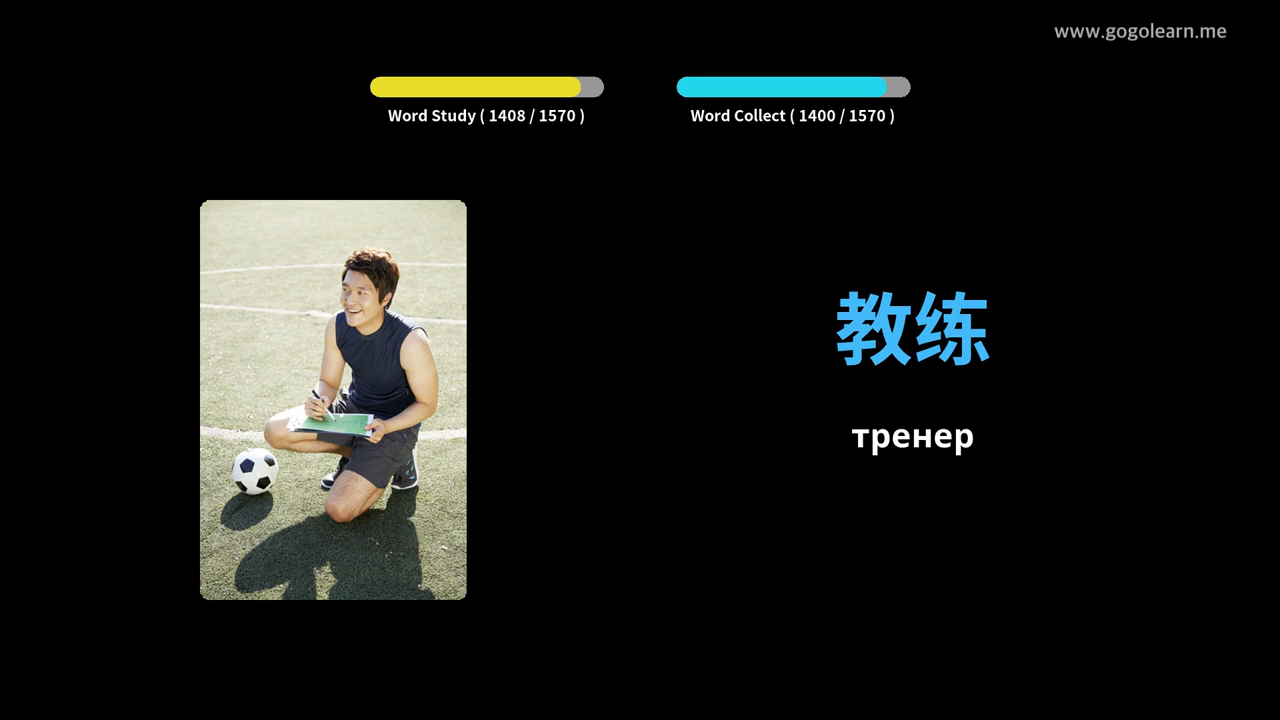 www.gogolearn.me
Word Study ( 1408 / 1570 )
Word Collect ( 1400 / 1570 )
教练
тренер